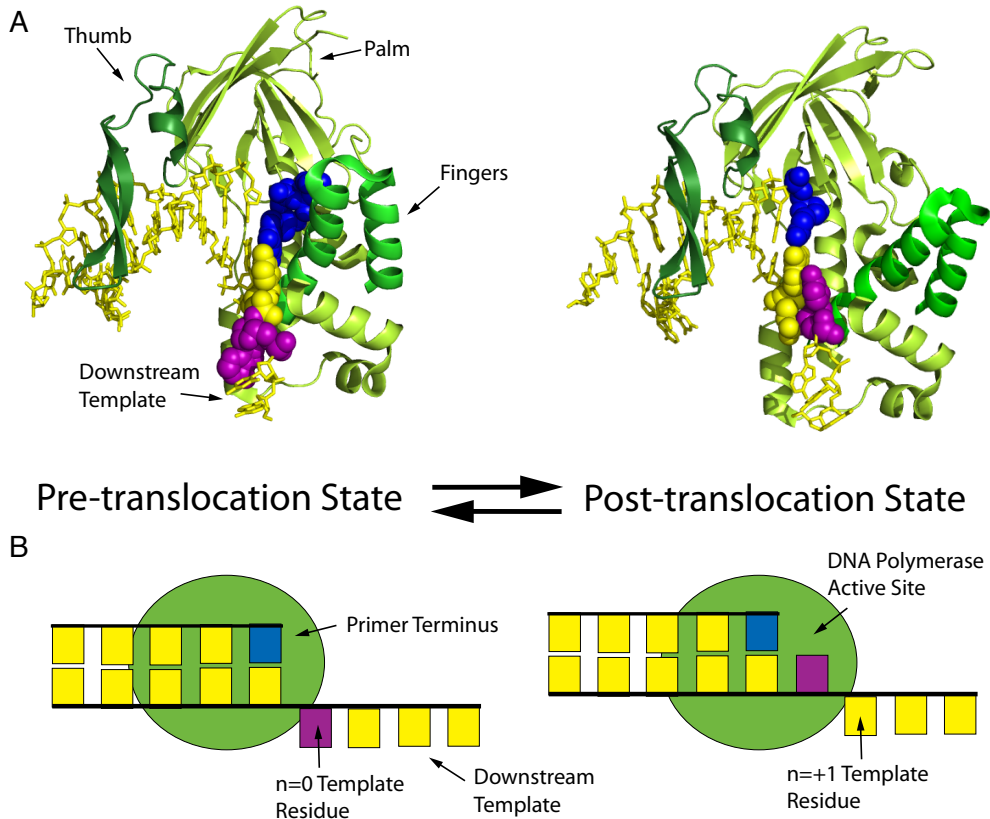 A
Thumb
Palm
Fingers
Downstream
Template
Pre-translocation State
Post-translocation State
B
DNA Polymerase
Active Site
Primer Terminus
n=0 Template
Residue
Downstream
Template
n=+1 Template
Residue